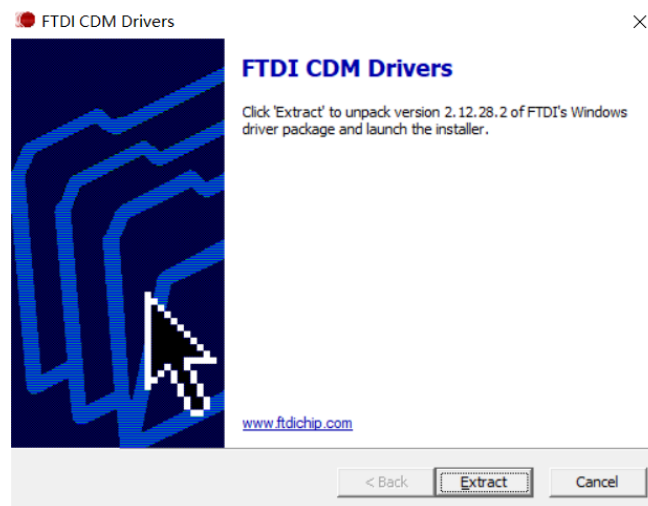 FTDI CDM Drivers
FTDI CDM Drivers
Click 'Extract' to unpack version 2.12.28.2 of FTDI's Windows
driver package and launch the installer.
www.ftdichip.com
< Back Extract Cancel